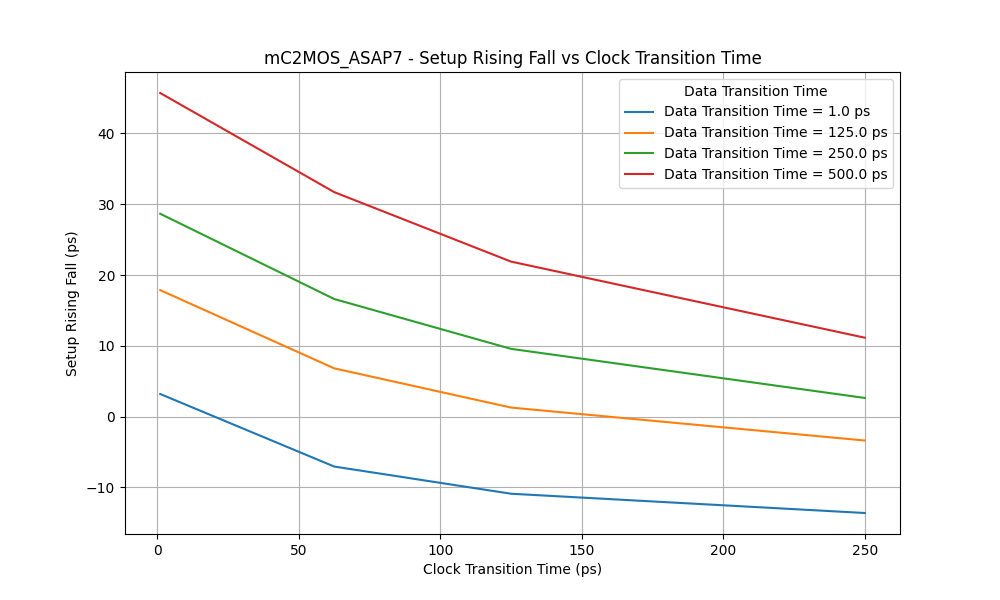 mC2MOS_ASAP7 - Setup Rising Fall vs Clock Transition Time
Data Transition Time
Data Transition Time = 1.0 ps
Data Transition Time = 125.0 ps
Data Transition Time = 250.0 ps
Data Transition Time = 500.0 ps
Setup Rising Fall (ps)
40
30
20
10
0
−10
0 50 100 150 200 250
Clock Transition Time (ps)